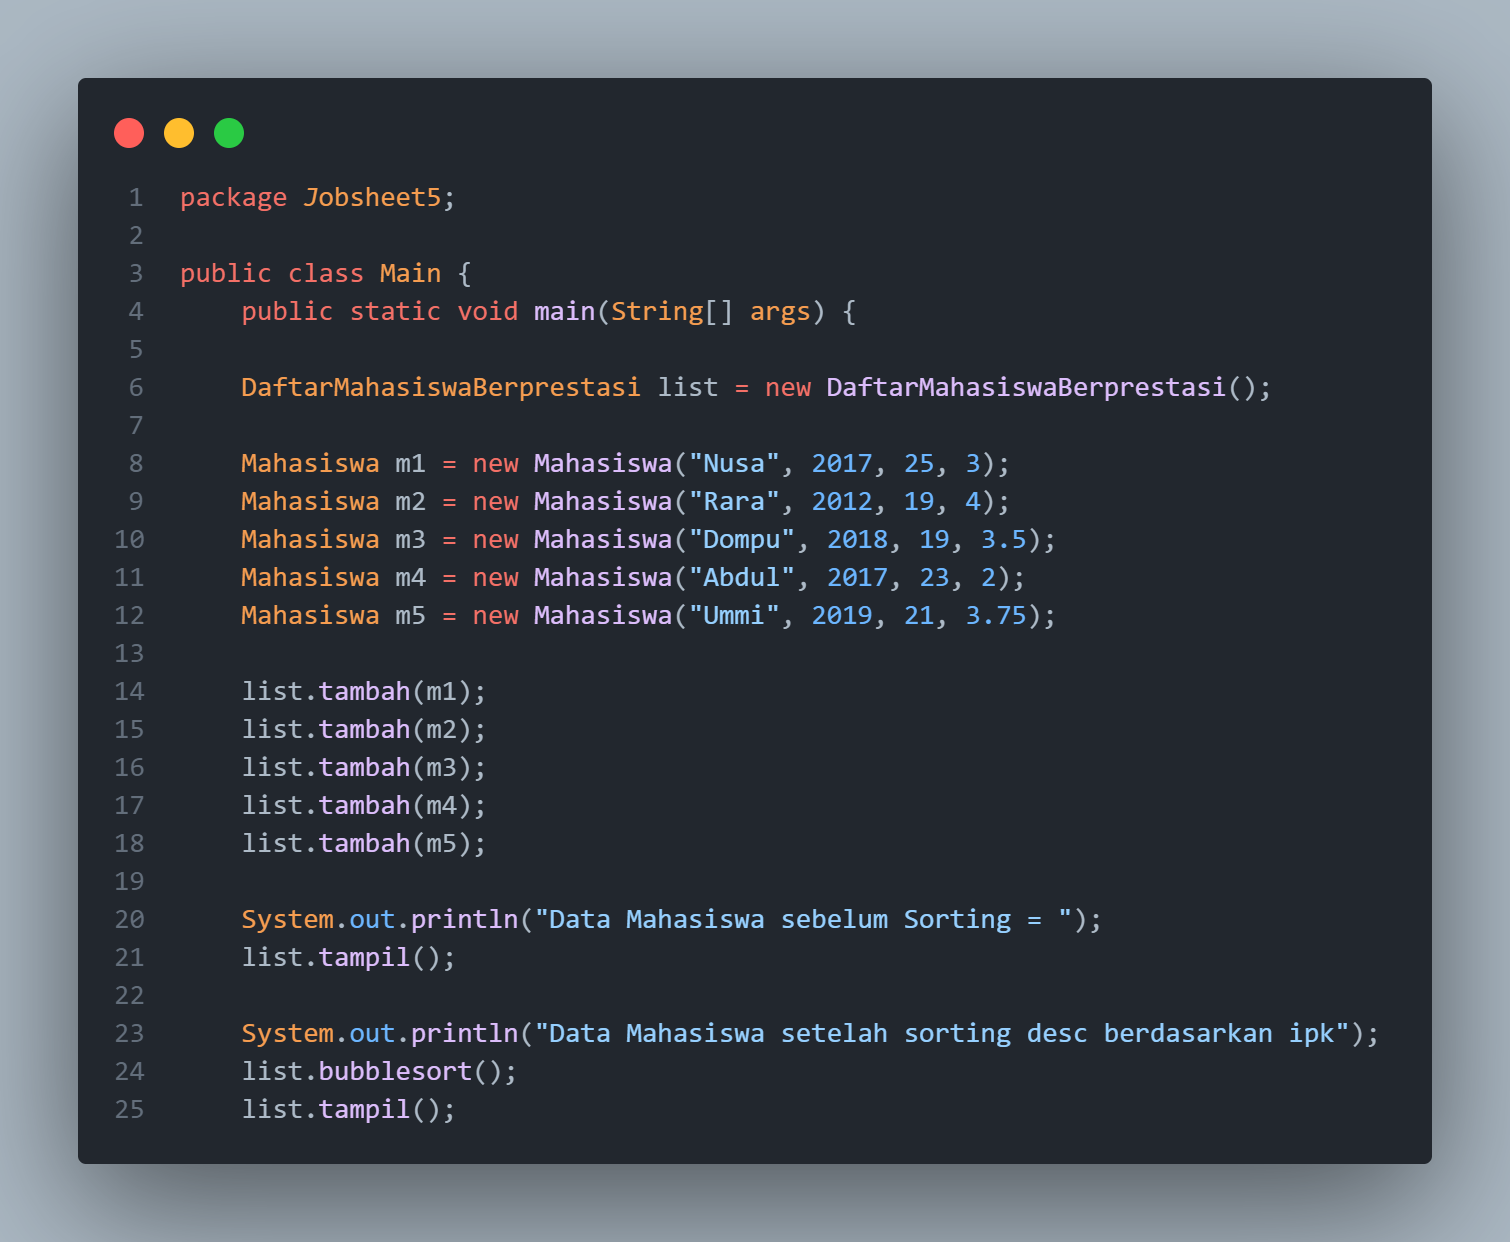 1 package Jobsheet5;
2
3 public class Main {
4     public static void main(String[] args) {
5
6     DaftarMahasiswaBerprestasi list = new DaftarMahasiswaBerprestasi();
7
8     Mahasiswa m1 = new Mahasiswa("Nusa", 2017, 25, 3);
9     Mahasiswa m2 = new Mahasiswa("Rara", 2012, 19, 4);
10     Mahasiswa m3 = new Mahasiswa("Dompu", 2018, 19, 3.5);
11     Mahasiswa m4 = new Mahasiswa("Abdul", 2017, 23, 2);
12     Mahasiswa m5 = new Mahasiswa("Ummi", 2019, 21, 3.75);
13
14     list.tambah(m1);
15     list.tambah(m2);
16     list.tambah(m3);
17     list.tambah(m4);
18     list.tambah(m5);
19
20     System.out.println("Data Mahasiswa sebelum Sorting = ");
21     list.tampil();
22
23     System.out.println("Data Mahasiswa setelah sorting desc berdasarkan ipk");
24     list.bubblesort();
25     list.tampil();